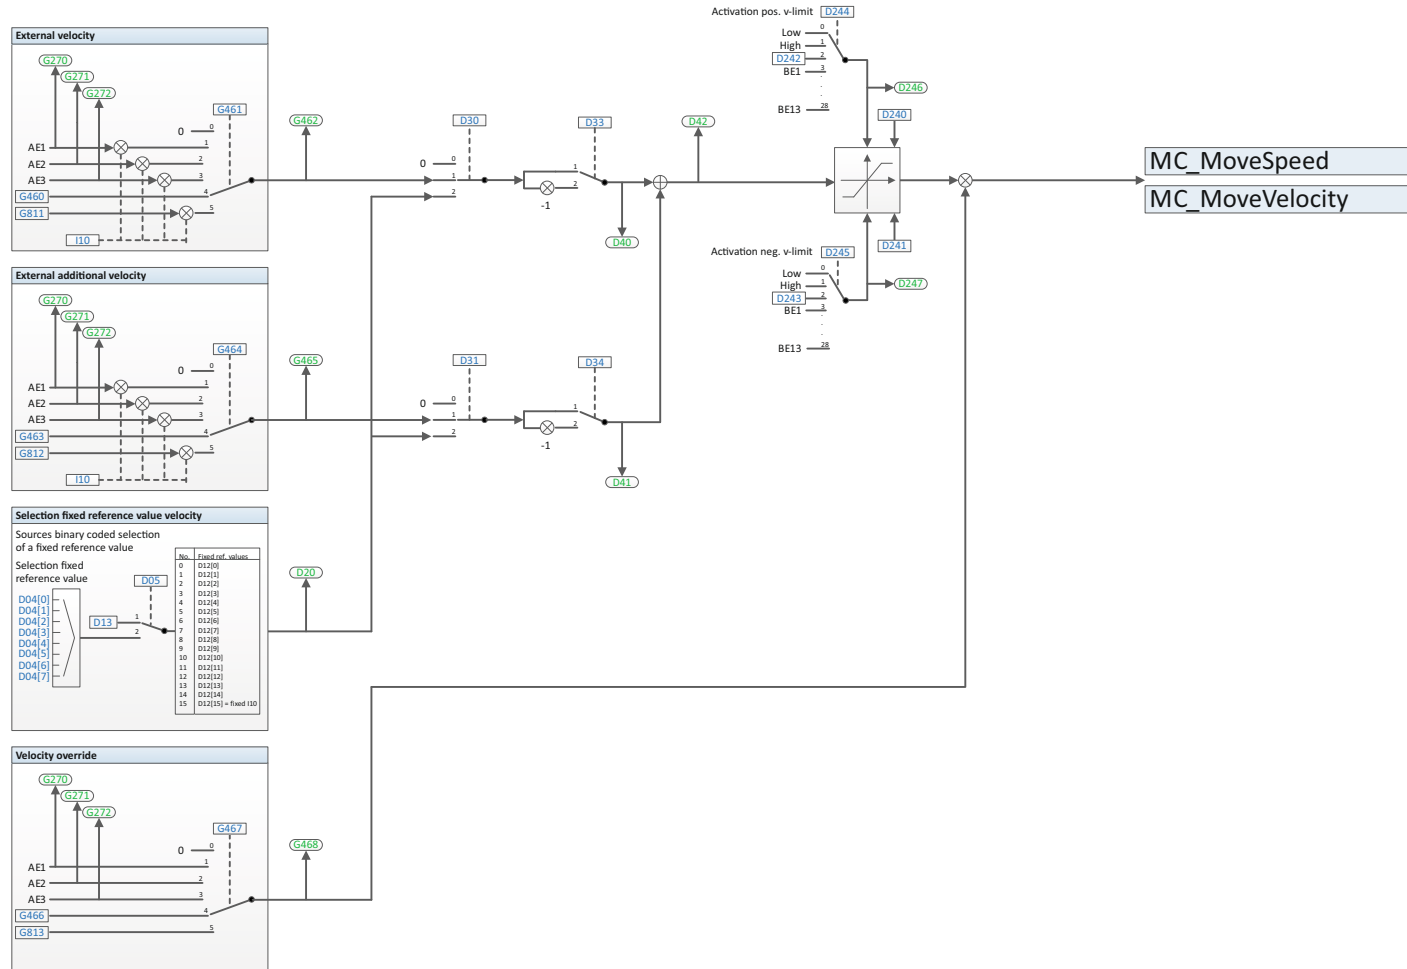 External velocity
G270
G271
G272
G461
0
0
AE1
1
AE2
2
AE3
3
G460
4
G811
5
I10
G462
D30
0
0
1
2
D33
1
2
-1
D40
D42
Activation pos. v-limit
D244
Low
0
High
1
D242
2
BE1
3
.
.
BE13
28
D246
D240
D241
Activation neg. v-limit
D245
Low
0
High
1
D243
2
BE1
3
.
.
BE13
28
D247
MC_MoveSpeed
MC_MoveVelocity
External additional velocity
G270
G271
G272
G464
0
0
AE1
1
AE2
2
AE3
3
G463
4
G812
5
I10
G465
D31
0
0
1
2
D34
1
2
-1
D41
Selection fixed reference value velocity
Sources binary coded selection
of a fixed reference value
Selection fixed
reference value
D04[0]
D04[1]
D04[2]
D04[3]
D04[4]
D04[5]
D04[6]
D04[7]
D13
1
2
D05
No. Fixed ref. values
0 D12[0]
1 D12[1]
2 D12[2]
3 D12[3]
4 D12[4]
5 D12[5]
6 D12[6]
7 D12[7]
8 D12[8]
9 D12[9]
10 D12[10]
11 D12[11]
12 D12[12]
13 D12[13]
14 D12[14]
15 D12[15] = fixed I10
D20
Velocity override
G270
G271
G272
G467
0
0
AE1
1
AE2
2
AE3
3
G466
4
G813
5
G468